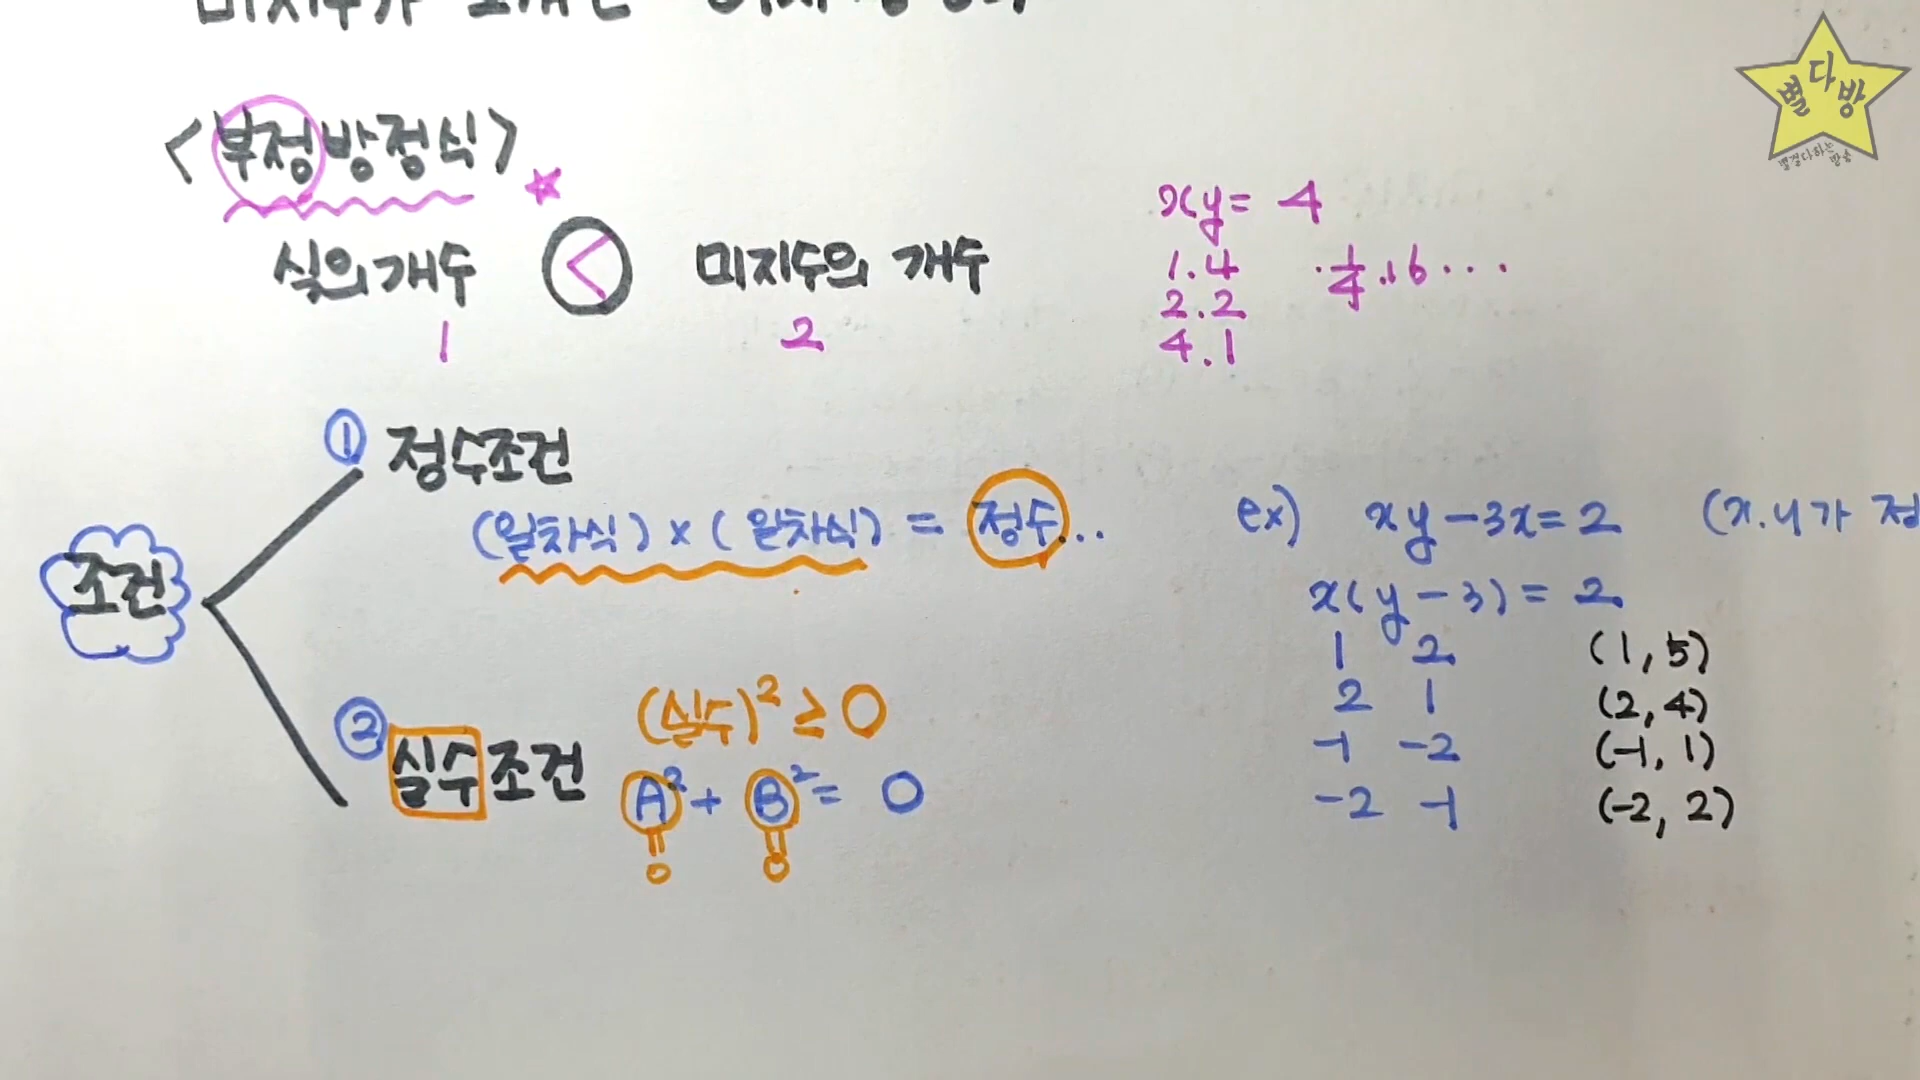 <부정방정식>
식의 개수 < 미지수의 개수
1 2
xy = 4
1.4 . 1/4 . 16 ...
2.2
4.1
조건
① 정수조건
(일차식) × (일차식) = 정수...
② 실수조건
(실수)² ≥ 0
A² + B² = 0
0 0
ex) xy - 3x = 2 (x.y가 정
x(y - 3) = 2
1 2 (1, 5)
2 1 (2, 4)
-1 -2 (-1, 1)
-2 -1 (-2, 2)
별다방